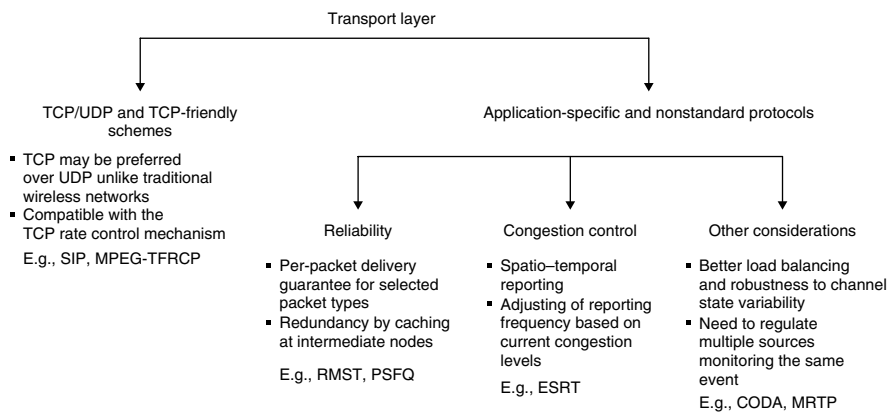 Transport layer
TCP/UDP and TCP-friendly
schemes
▪ TCP may be preferred
over UDP unlike traditional
wireless networks
▪ Compatible with the
TCP rate control mechanism
E.g., SIP, MPEG-TFRCP
Application-specific and nonstandard protocols
Reliability
▪ Per-packet delivery
guarantee for selected
packet types
▪ Redundancy by caching
at intermediate nodes
E.g., RMST, PSFQ
Congestion control
▪ Spatio–temporal
reporting
▪ Adjusting of reporting
frequency based on
current congestion
levels
E.g., ESRT
Other considerations
▪ Better load balancing
and robustness to channel
state variability
▪ Need to regulate
multiple sources
monitoring the same
event
E.g., CODA, MRTP